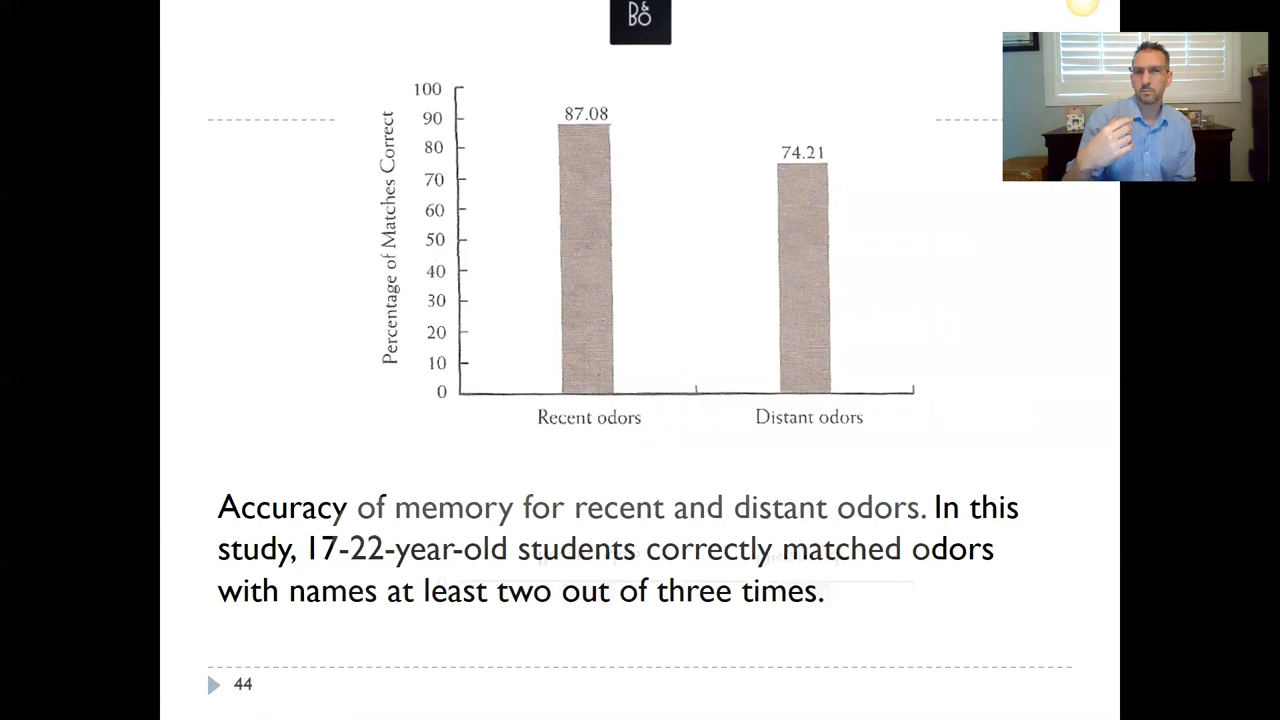 B&
BO
100
90
80
70
60
50
40
30
20
10
0
Percentage of Matches Correct
87.08
74.21
Recent odors
Distant odors
Accuracy of memory for recent and distant odors. In this
study, 17-22-year-old students correctly matched odors
with names at least two out of three times.
44